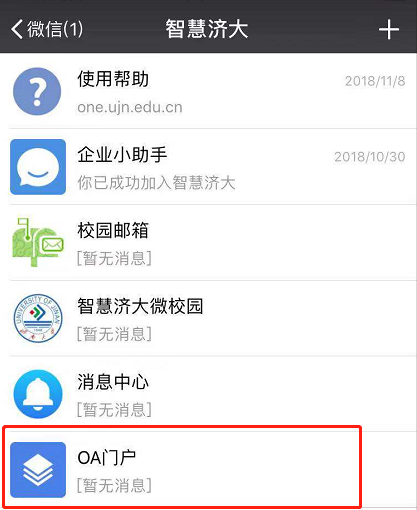 微信(1)
智慧济大
使用帮助
2018/11/8
one.ujn.edu.cn
企业小助手
2018/10/30
你已成功加入智慧济大
校园邮箱
[暂无消息]
智慧济大微校园
[暂无消息]
消息中心
[暂无消息]
OA门户
[暂无消息]
UNIVERSITY OF JINAN